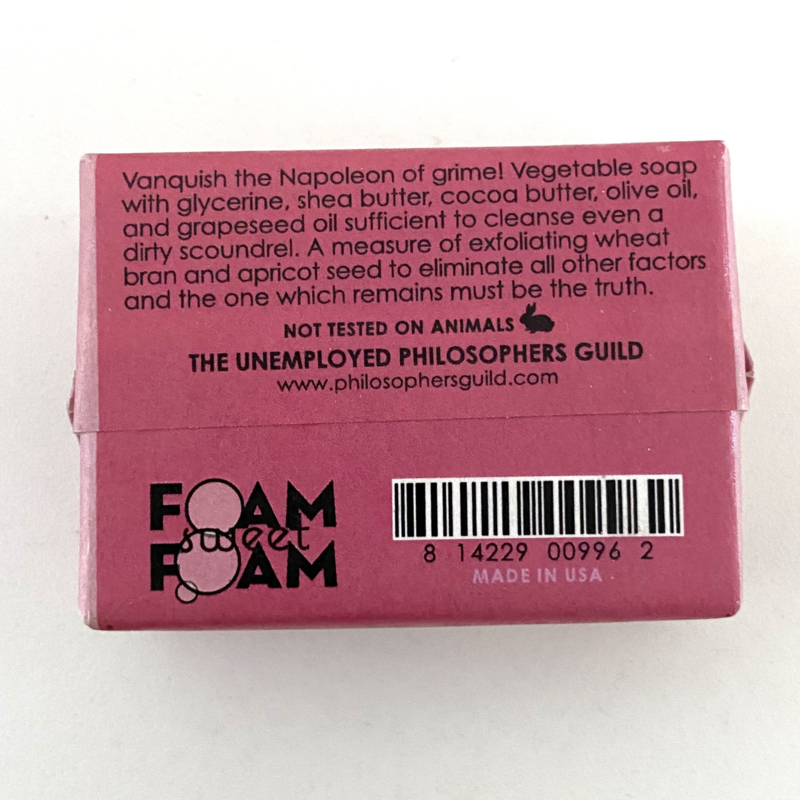 Vanquish the Napoleon of grime! Vegetable soap
with glycerine, shea butter, cocoa butter, olive oil,
and grapeseed oil sufficient to cleanse even a
dirty scoundrel. A measure of exfoliating wheat
bran and apricot seed to eliminate all other factors
and the one which remains must be the truth.
NOT TESTED ON ANIMALS
THE UNEMPLOYED PHILOSOPHERS GUILD
www.philosophersguild.com
FOAM
sweet
FOAM
8 14229 00996 2
MADE IN USA